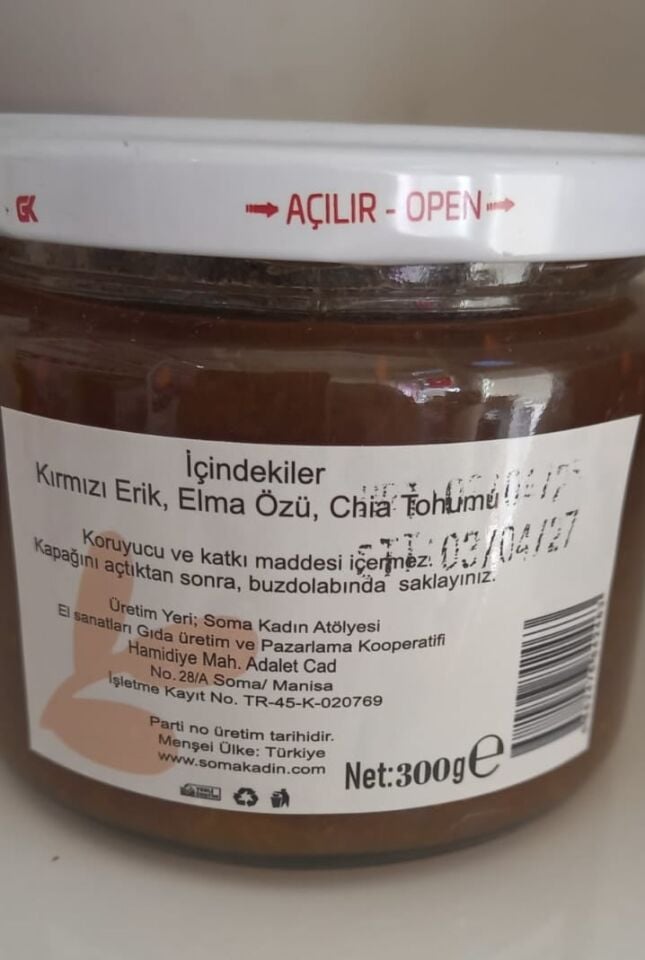 GK
AÇILIR - OPEN
İçindekiler
Kırmızı Erik, Elma Özü, Chia Tohumu
ETT:03/04/27
Koruyucu ve katkı maddesi içermez.
Kapağını açtıktan sonra, buzdolabında saklayınız.
Üretim Yeri; Soma Kadın Atölyesi
El sanatları Gıda üretim ve Pazarlama Kooperatifi
Hamidiye Mah. Adalet Cad
No.28/A Soma/ Manisa
İşletme Kayıt No. TR-45-K-020769
Parti no üretim tarihidir.
Menşei Ülke: Türkiye
www.somakadin.com
Net:300g e